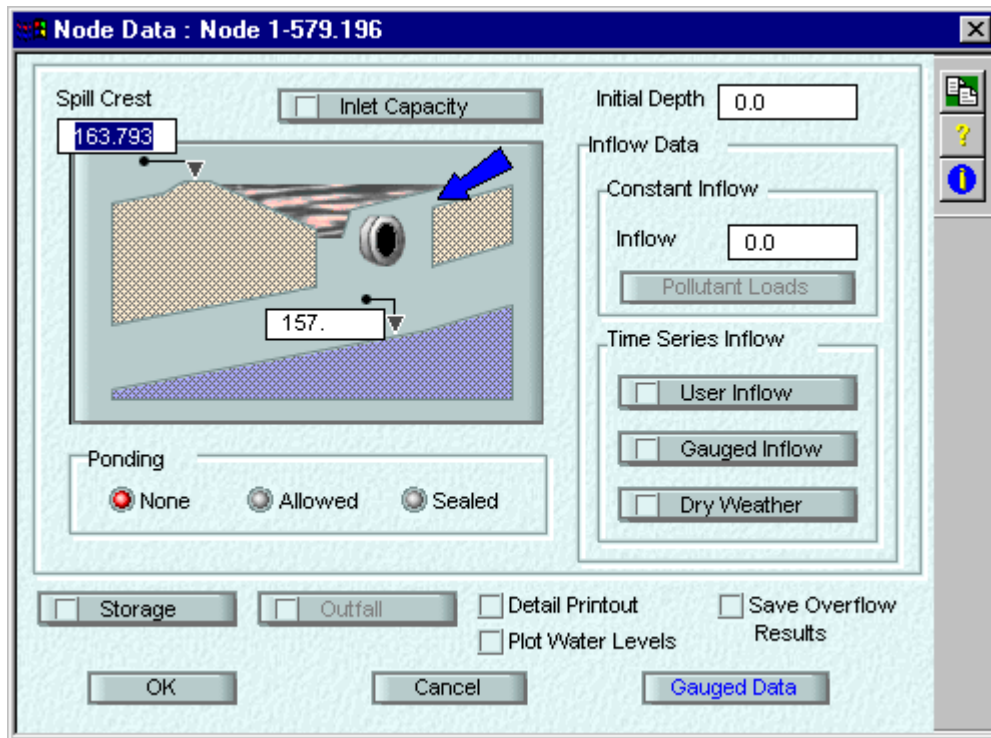 Node Data : Node 1-579.196
Spill Crest
163.793
Inlet Capacity
Initial Depth 0.0
Inflow Data
Constant Inflow
Inflow 0.0
Pollutant Loads
157.
Time Series Inflow
User Inflow
Gauged Inflow
Dry Weather
Ponding
None Allowed Sealed
Storage
Outfall
Detail Printout
Plot Water Levels
Save Overflow
Results
OK
Cancel
Gauged Data